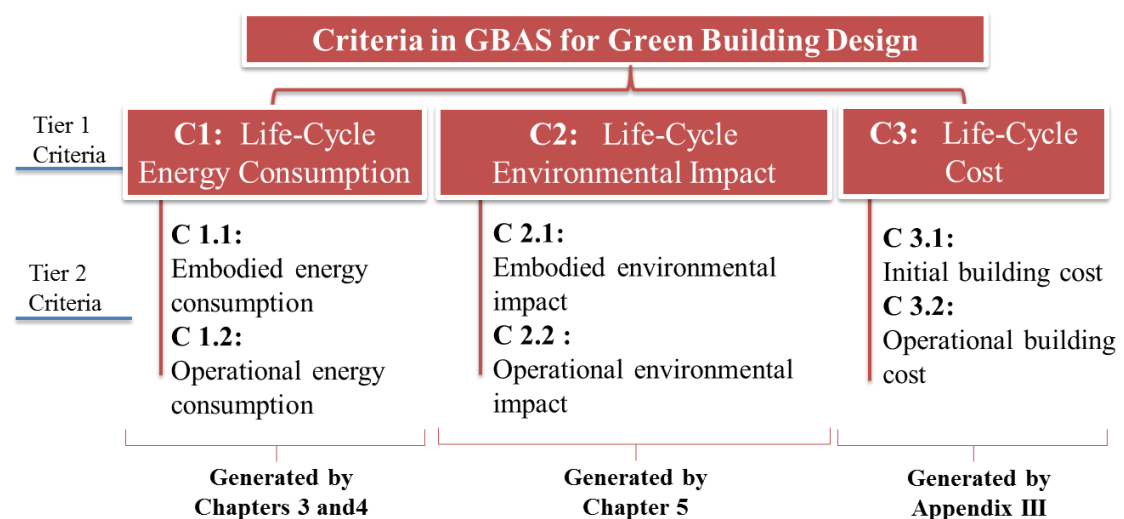 Criteria in GBAS for Green Building Design
Tier 1
Criteria
C1: Life-Cycle
Energy Consumption
C2: Life-Cycle
Environmental Impact
C3: Life-Cycle
Cost
Tier 2
Criteria
C 1.1:
Embodied energy
consumption
C 1.2:
Operational energy
consumption
C 2.1:
Embodied environmental
impact
C 2.2 :
Operational environmental
impact
C 3.1:
Initial building cost
C 3.2:
Operational building
cost
Generated by
Chapters 3 and4
Generated by
Chapter 5
Generated by
Appendix III